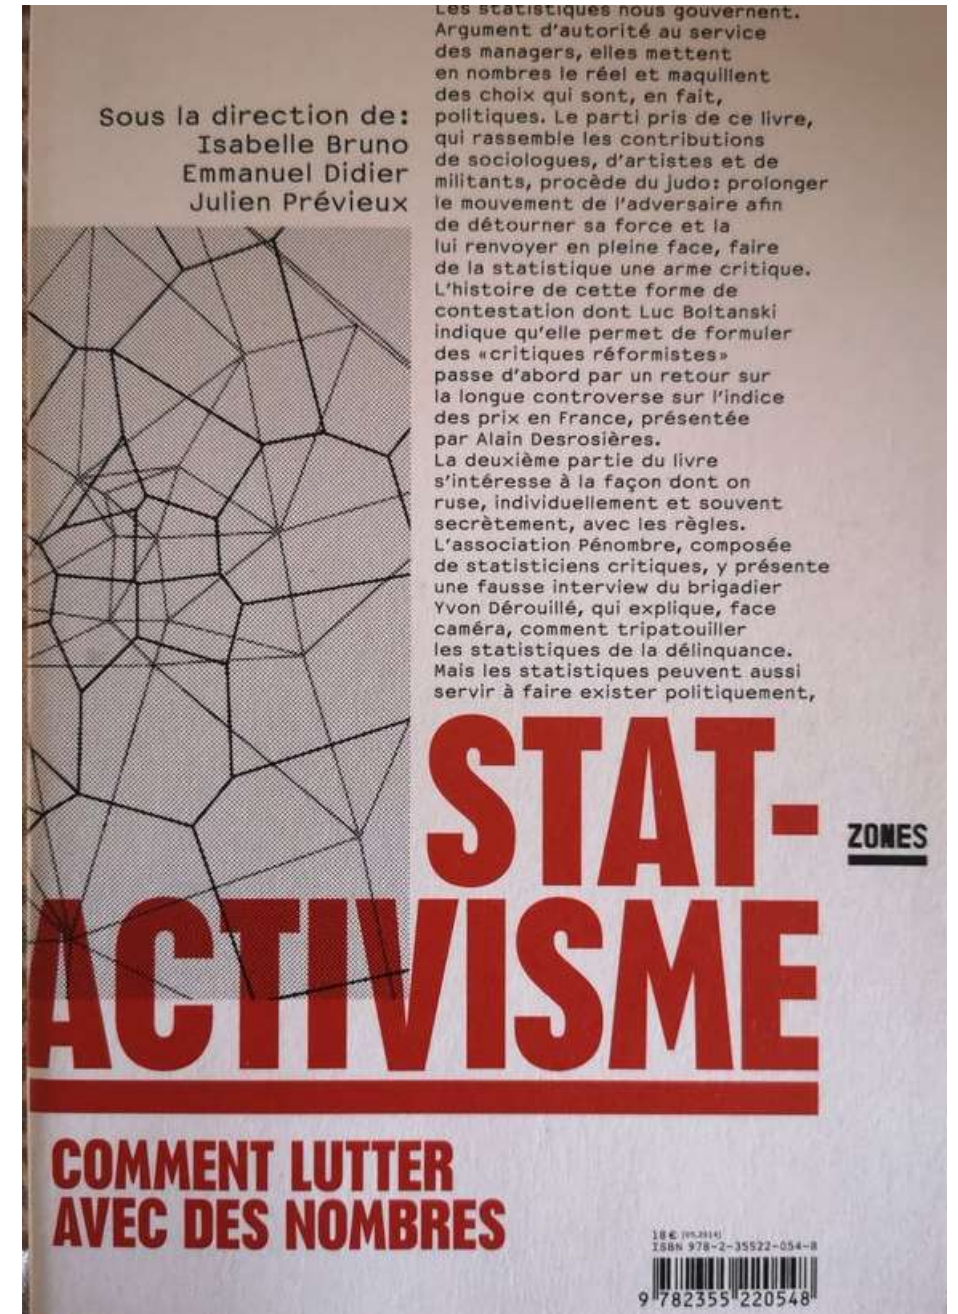 Sous la direction de:
Isabelle Bruno
Emmanuel Didier
Julien Prévieux
Les statistiques nous gouvernent.
Argument d'autorité au service
des managers, elles mettent
en nombres le réel et maquillent
des choix qui sont, en fait,
politiques. Le parti pris de ce livre,
qui rassemble les contributions
de sociologues, d'artistes et de
militants, procède du judo: prolonger
le mouvement de l'adversaire afin
de détourner sa force et la
lui renvoyer en pleine face, faire
de la statistique une arme critique.
L'histoire de cette forme de
contestation dont Luc Boltanski
indique qu'elle permet de formuler
des «critiques réformistes»
passe d'abord par un retour sur
la longue controverse sur l'indice
des prix en France, présentée
par Alain Desrosières.
La deuxième partie du livre
s'intéresse à la façon dont on
ruse, individuellement et souvent
secrètement, avec les règles.
L'association Pénombre, composée
de statisticiens critiques, y présente
une fausse interview du brigadier
Yvon Dérouillé, qui explique, face
caméra, comment tripatouiller
les statistiques de la délinquance.
Mais les statistiques peuvent aussi
servir à faire exister politiquement,
STAT-
ACTIVISME
ZONES
COMMENT LUTTER
AVEC DES NOMBRES
18 € (05.2014)
ISBN 978-2-35522-054-8
9 782355 220548